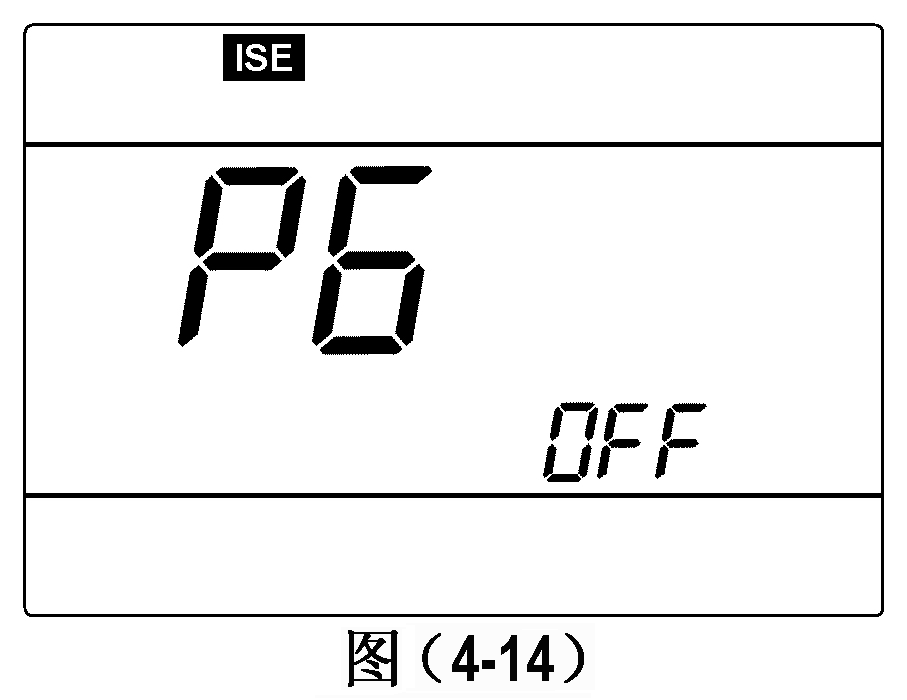 ISE
P6
OFF
图（4-14）